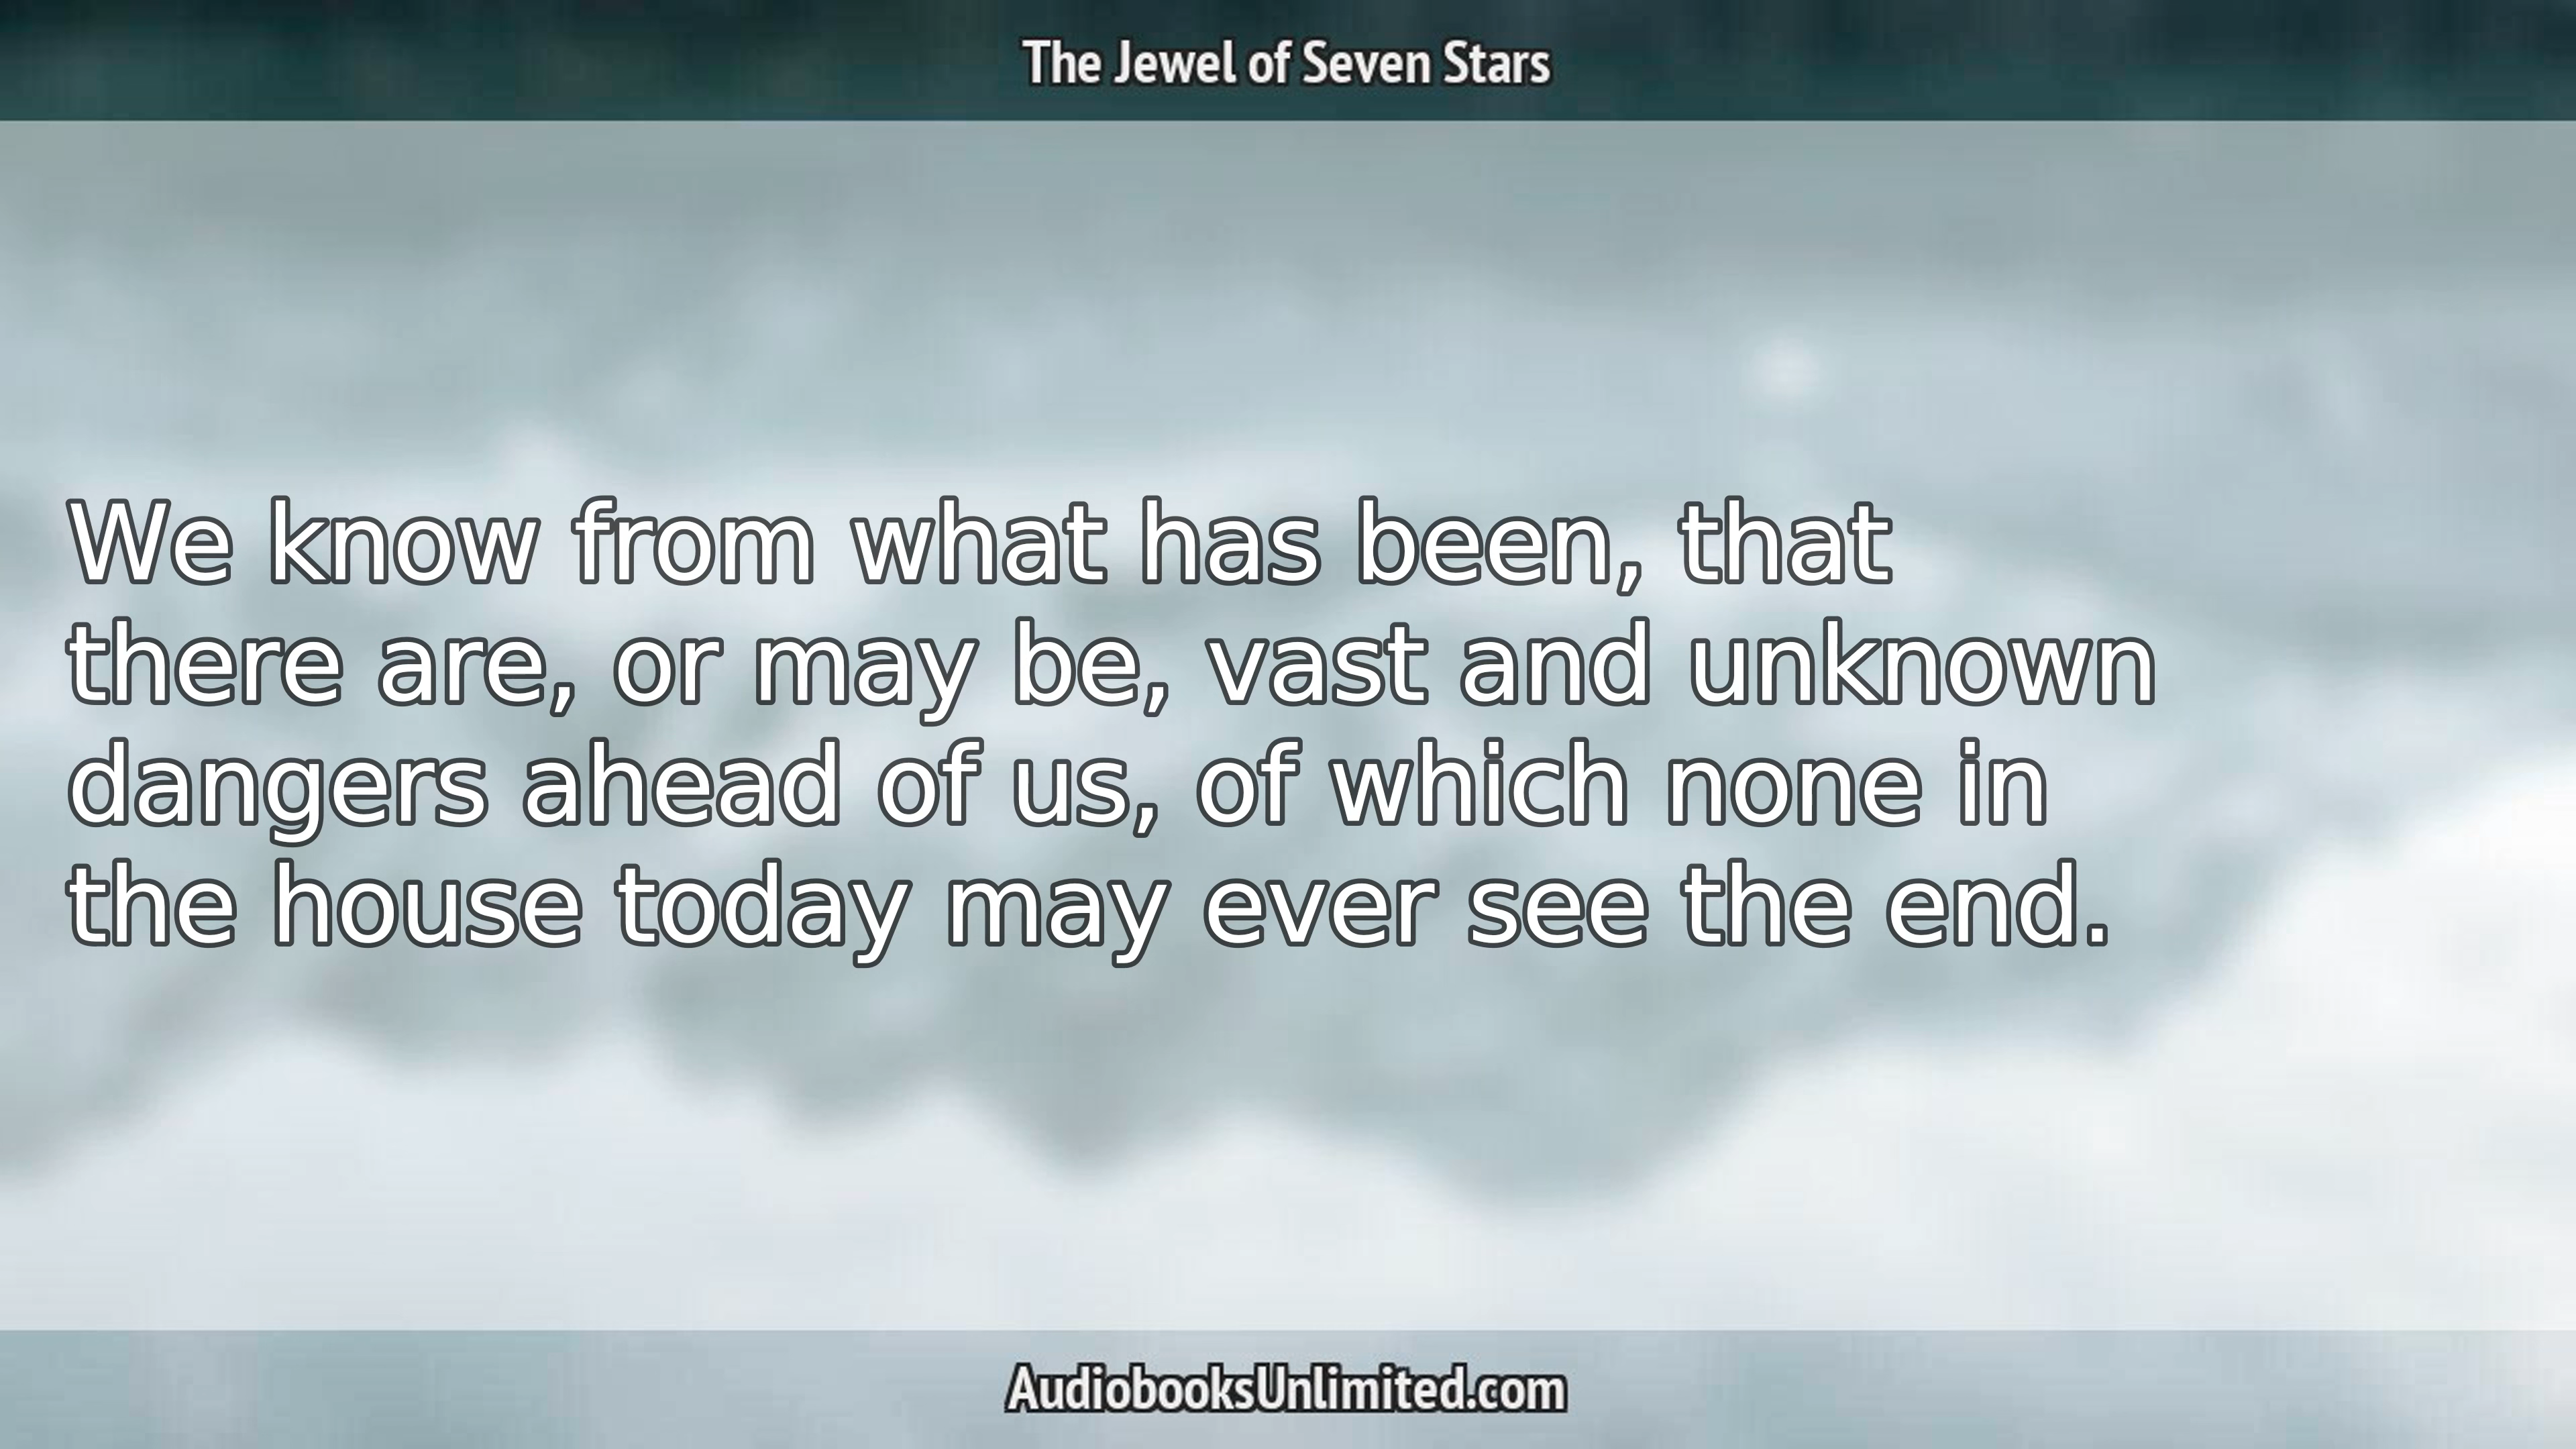 The Jewel of Seven Stars
We know from what has been, that
there are, or may be, vast and unknown
dangers ahead of us, of which none in
the house today may ever see the end.
AudiobooksUnlimited.com